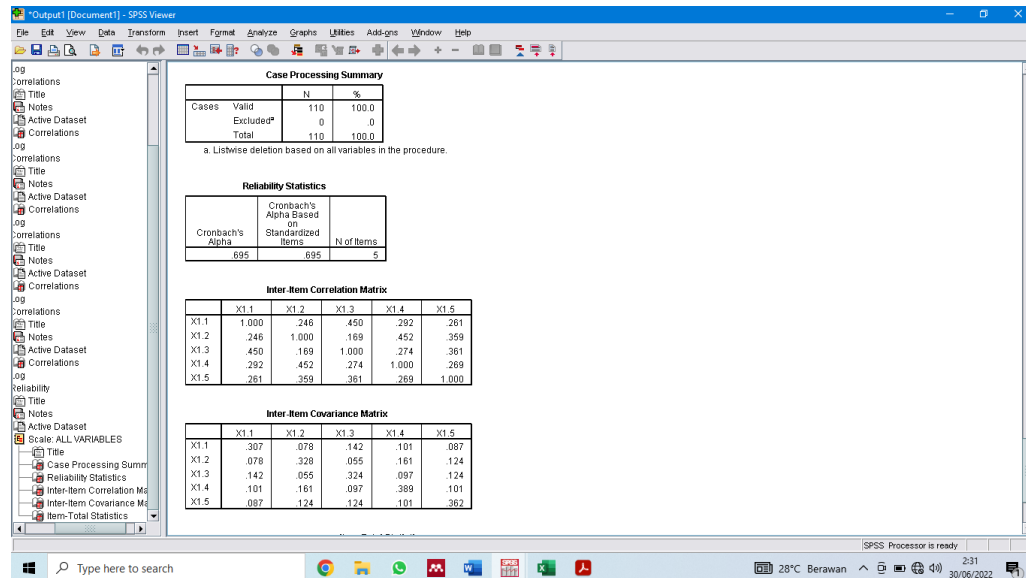 *Output1 [Document1] - SPSS Viewer
File Edit View Data Transform Insert Format Analyze Graphs Utilities Add-ons Window Help
Log
Correlations
Title
Notes
Active Dataset
Correlations
Log
Correlations
Title
Notes
Active Dataset
Correlations
Log
Correlations
Title
Notes
Active Dataset
Correlations
Log
Correlations
Title
Notes
Active Dataset
Correlations
Log
Reliability
Title
Notes
Active Dataset
Scale: ALL VARIABLES
Title
Case Processing Summ
Reliability Statistics
Inter-Item Correlation Ma
Inter-Item Covariance Ma
Item-Total Statistics
Case Processing Summary
N %
Cases Valid 110 100.0
Excludedª 0 .0
Total 110 100.0
a. Listwise deletion based on all variables in the procedure.
Reliability Statistics
Cronbach's Alpha Cronbach's Alpha Based on Standardized Items N of Items
.695 .695 5
Inter-Item Correlation Matrix
X1.1 X1.2 X1.3 X1.4 X1.5
X1.1 1.000 .246 .450 .292 .261
X1.2 .246 1.000 .169 .452 .359
X1.3 .450 .169 1.000 .274 .361
X1.4 .292 .452 .274 1.000 .269
X1.5 .261 .359 .361 .269 1.000
Inter-Item Covariance Matrix
X1.1 X1.2 X1.3 X1.4 X1.5
X1.1 .307 .078 .142 .101 .087
X1.2 .078 .328 .055 .161 .124
X1.3 .142 .055 .324 .097 .124
X1.4 .101 .161 .097 .389 .101
X1.5 .087 .124 .124 .101 .362
SPSS Processor is ready
Type here to search
28°C Berawan
2:31
30/06/2022